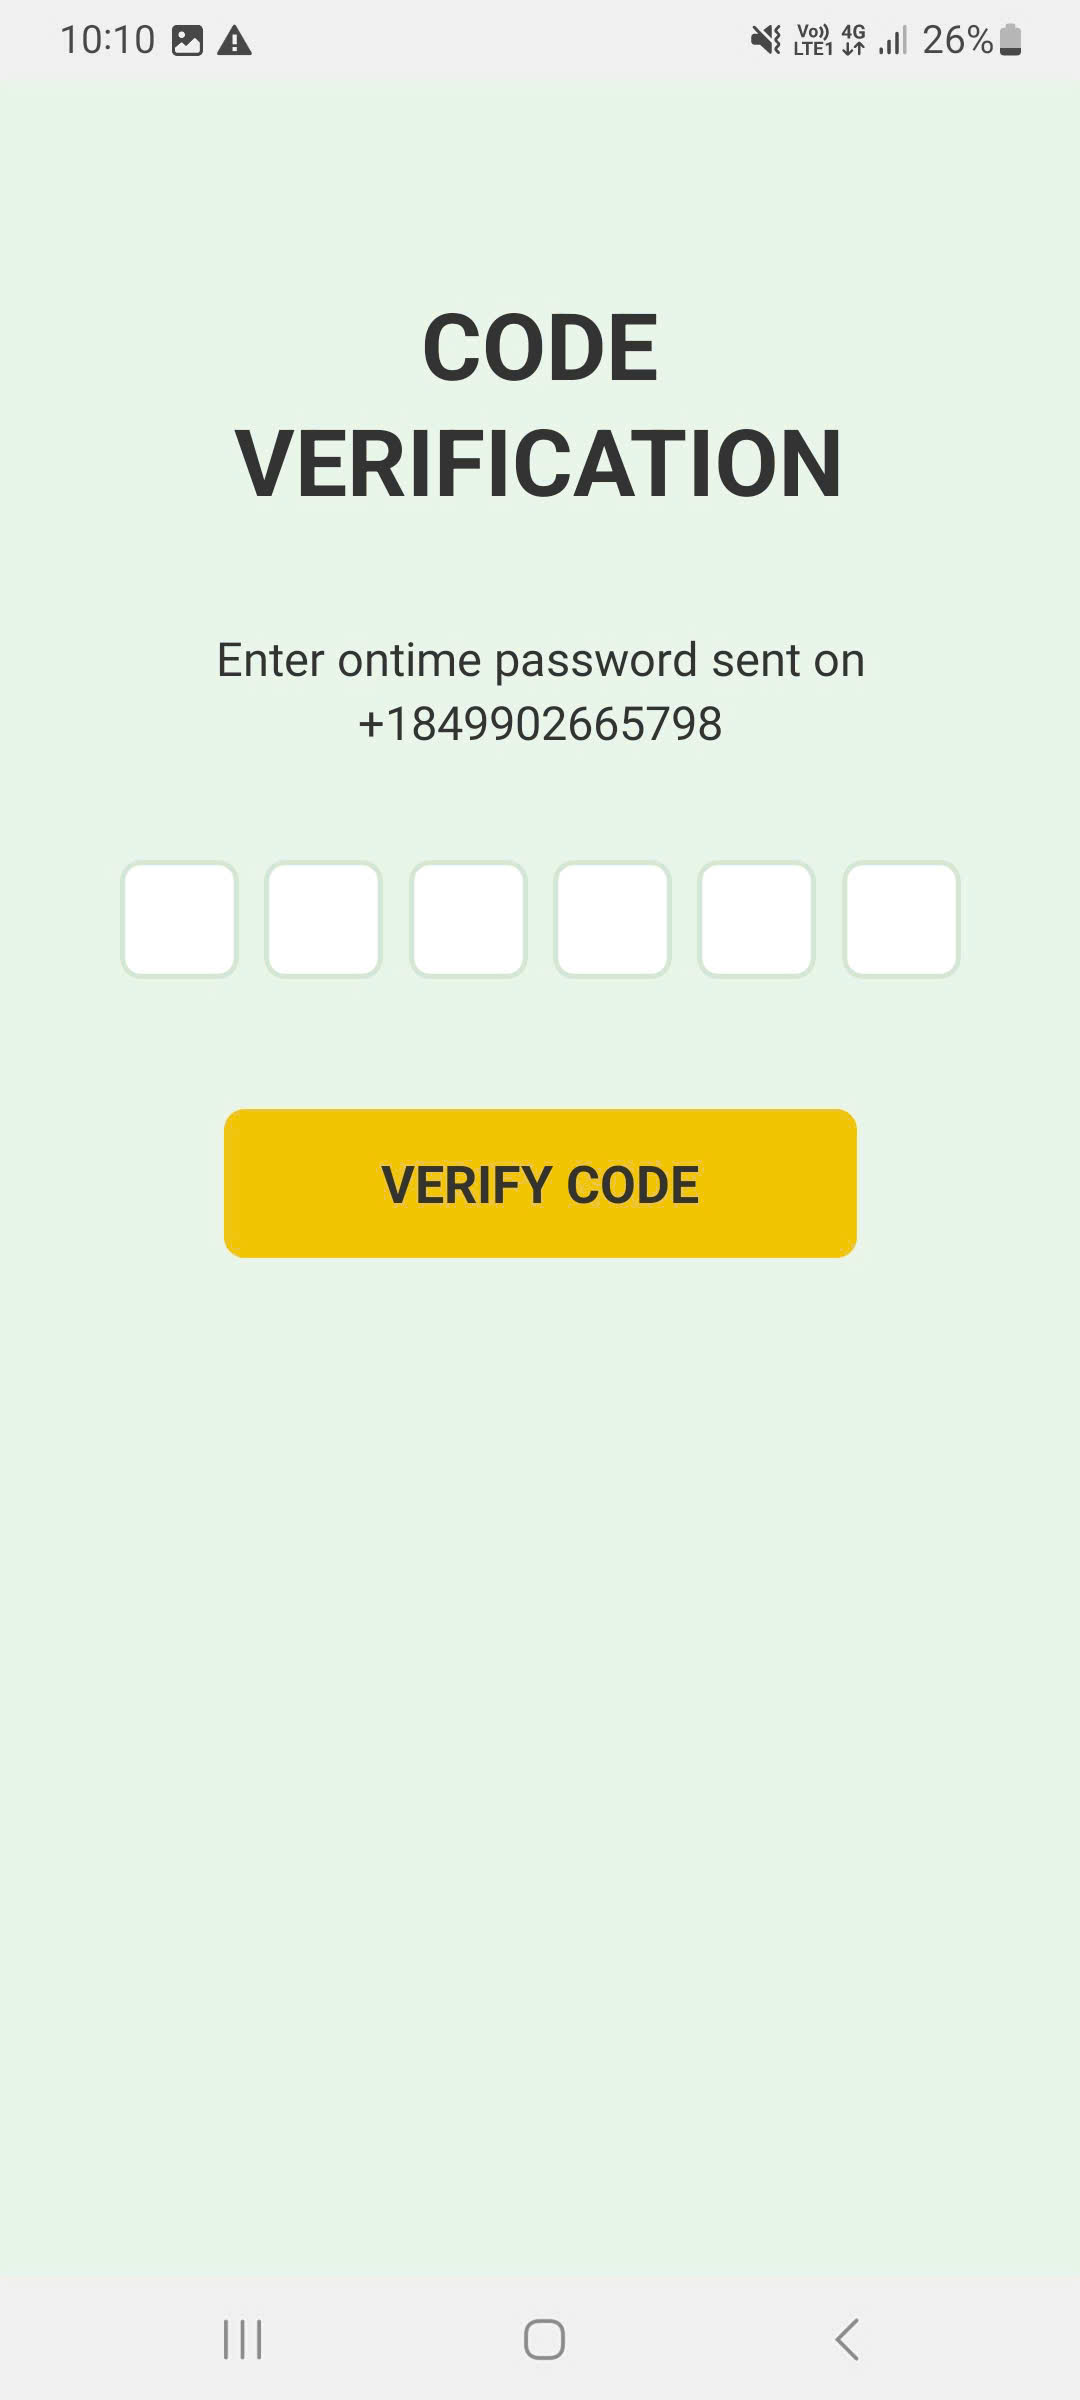 10:10 Vo)) LTE1 4G 26%
CODE
VERIFICATION
Enter ontime password sent on
+1849902665798
VERIFY CODE